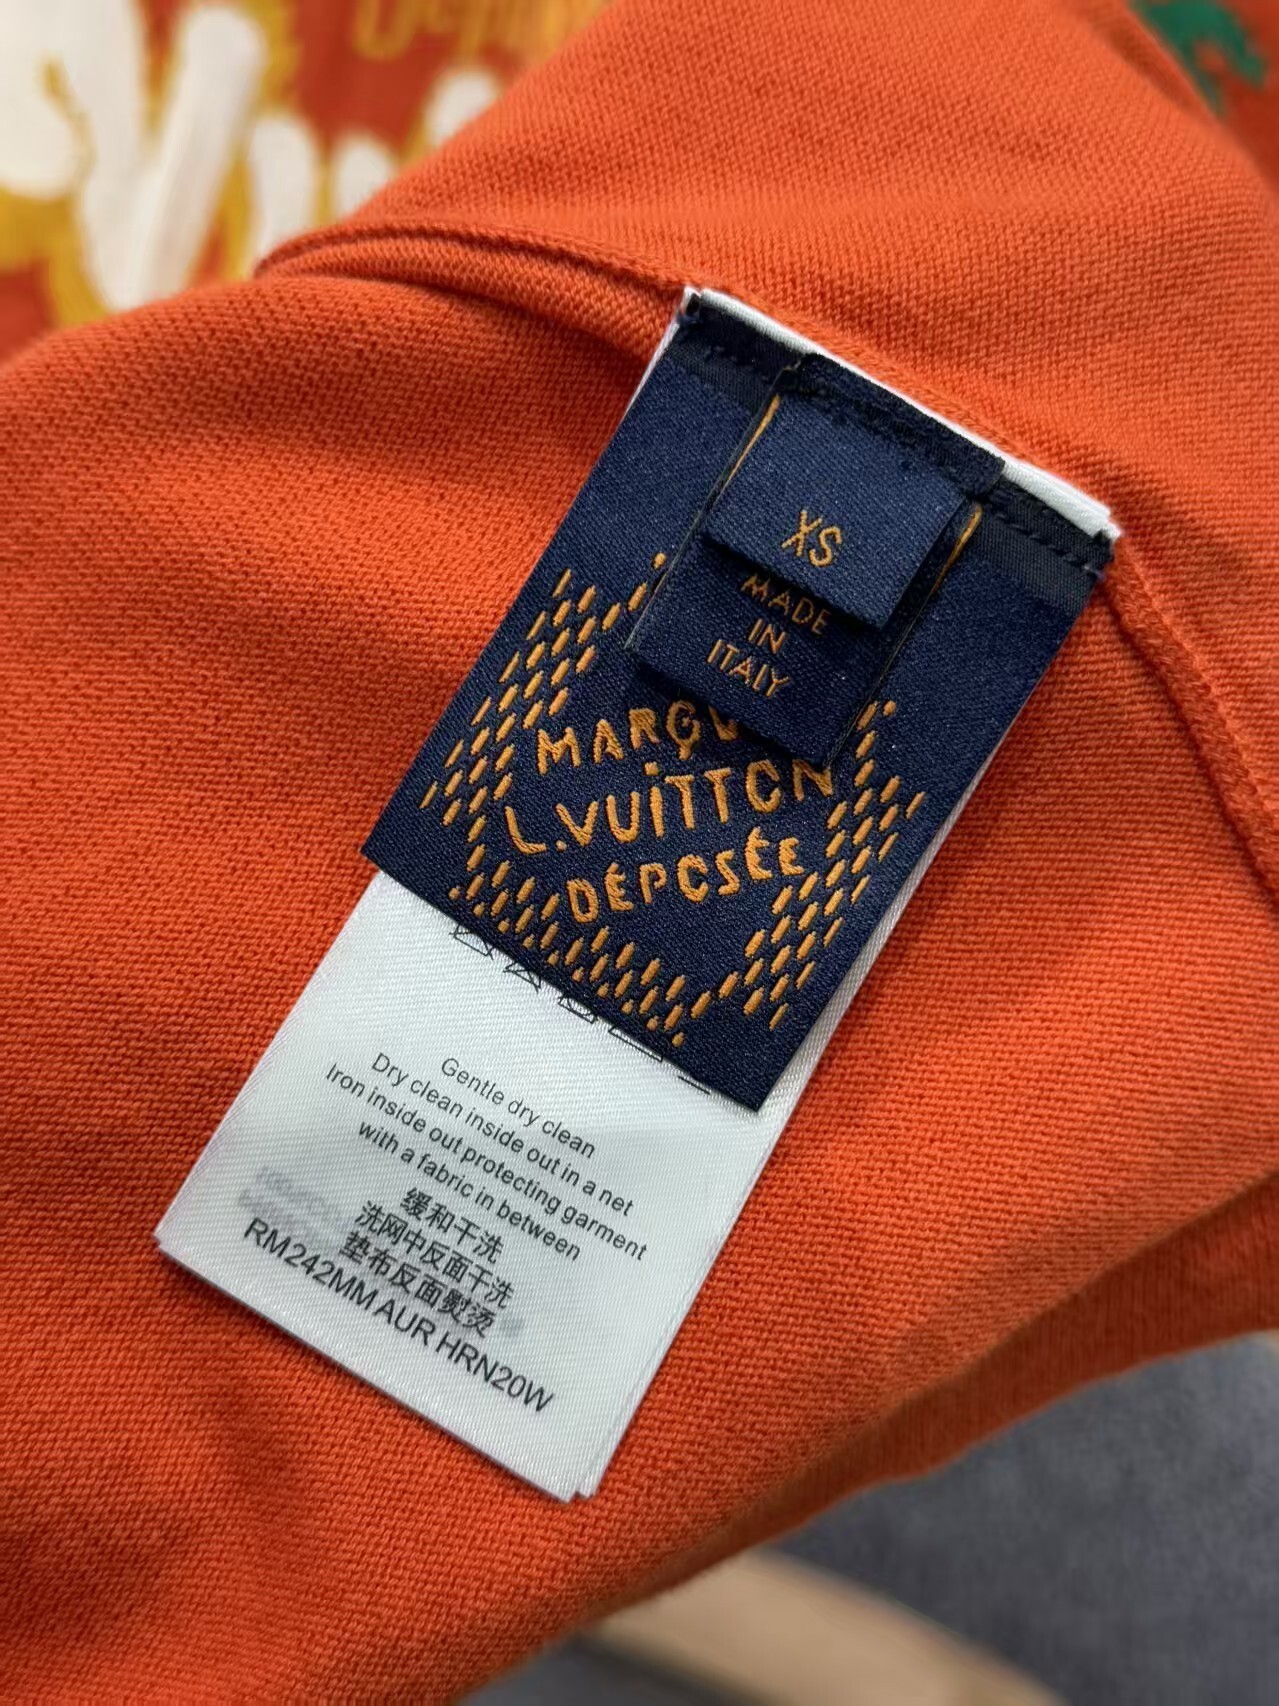 XS
MADE
IN
ITALY
L.VUiTTON
DÉPOSÉE
Gentle dry clean
Dry clean inside out in a net
Iron inside out protecting garment
with a fabric in between
缓和干洗
洗网中反面干洗
垫布反面熨烫
RM242MM AUR HRN20W